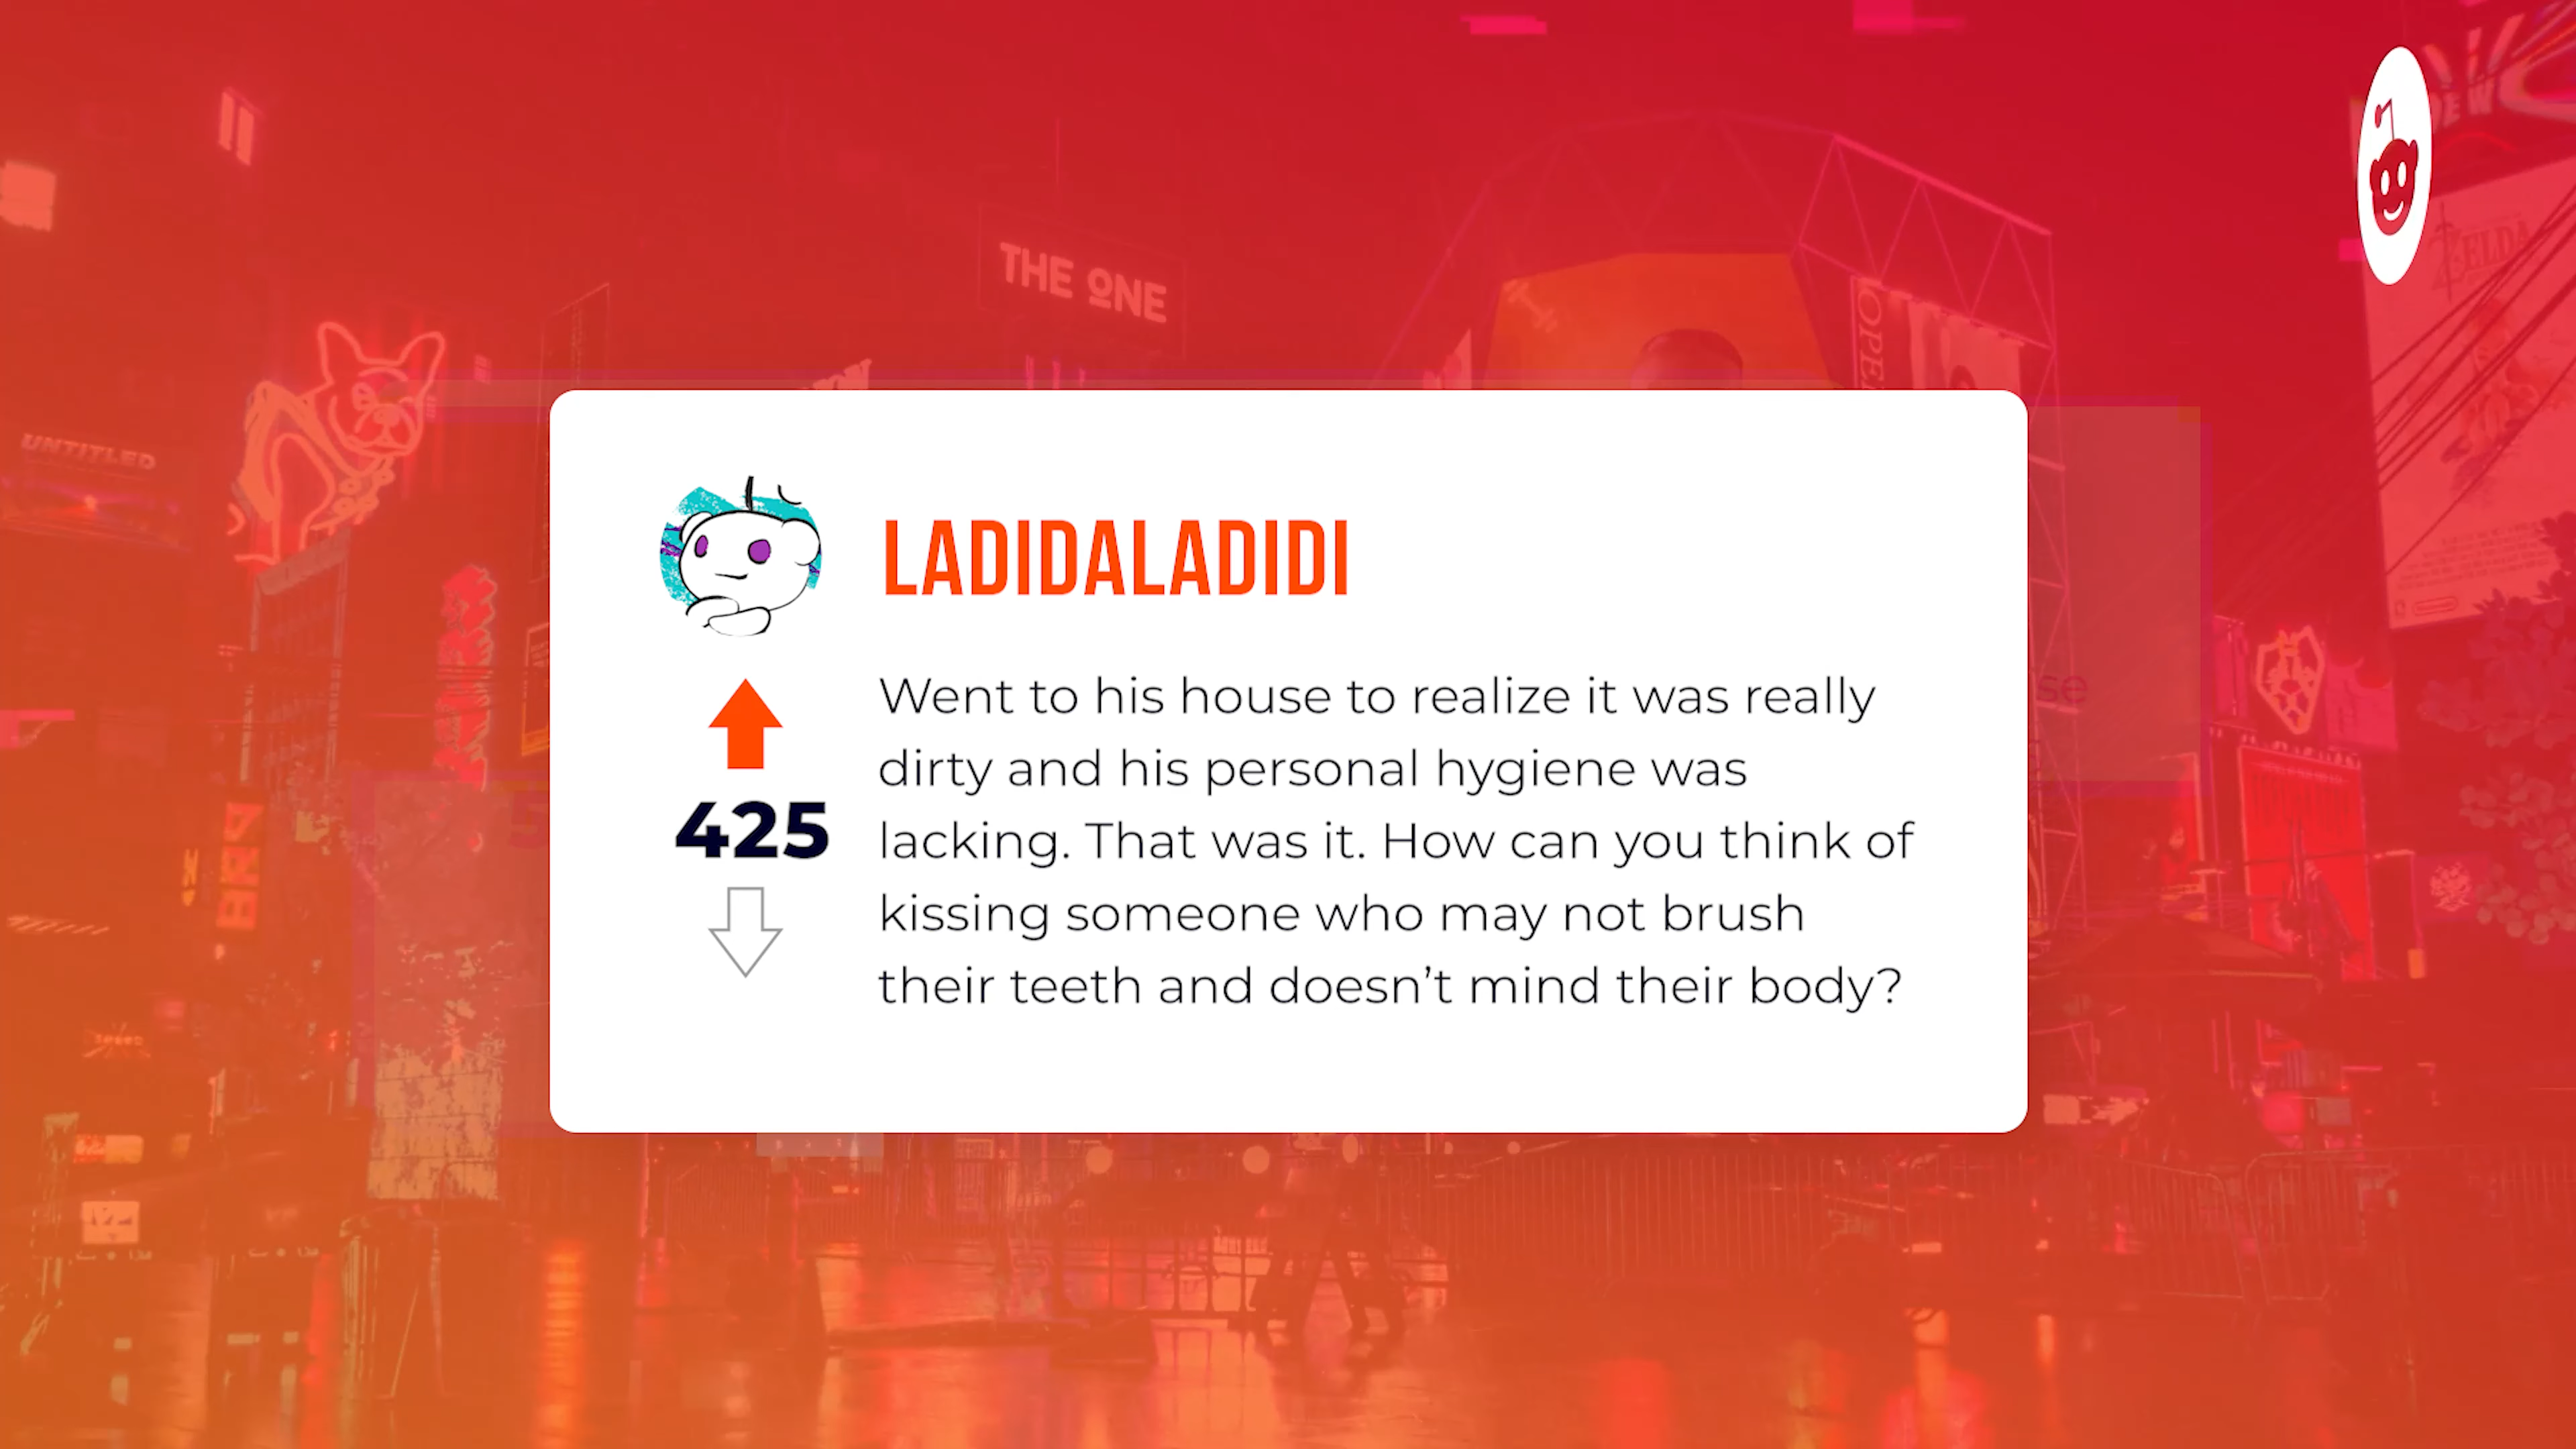 THE ONE
UNTITLED
ZELDA
OPE
LADIDALADIDI
Went to his house to realize it was really
dirty and his personal hygiene was
425
lacking. That was it. How can you think of
kissing someone who may not brush
their teeth and doesn’t mind their body?